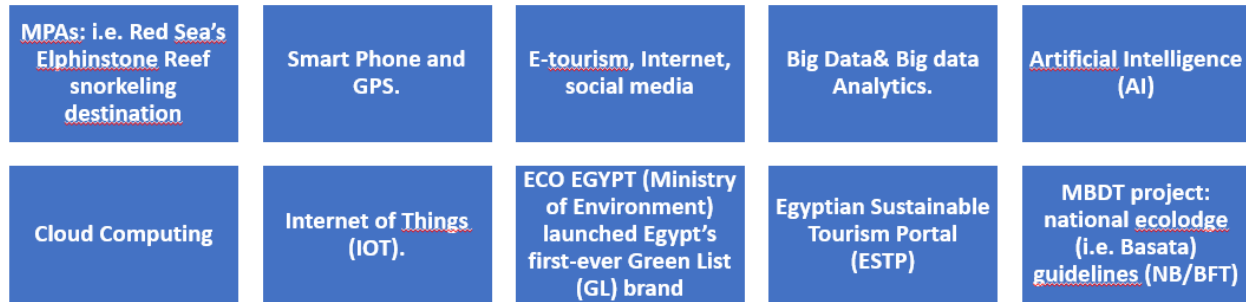 MPAs: i.e. Red Sea's
Elphinstone Reef
snorkeling
destination
Smart Phone and
GPS.
E-tourism, Internet,
social media
Big Data& Big data
Analytics.
Artificial Intelligence
(AI)
Cloud Computing
Internet of Things
(IOT).
ECO EGYPT (Ministry
of Environment)
launched Egypt's
first-ever Green List
(GL) brand
Egyptian Sustainable
Tourism Portal
(ESTP)
MBDT project:
national ecolodge
(i.e. Basata)
guidelines (NB/BFT)